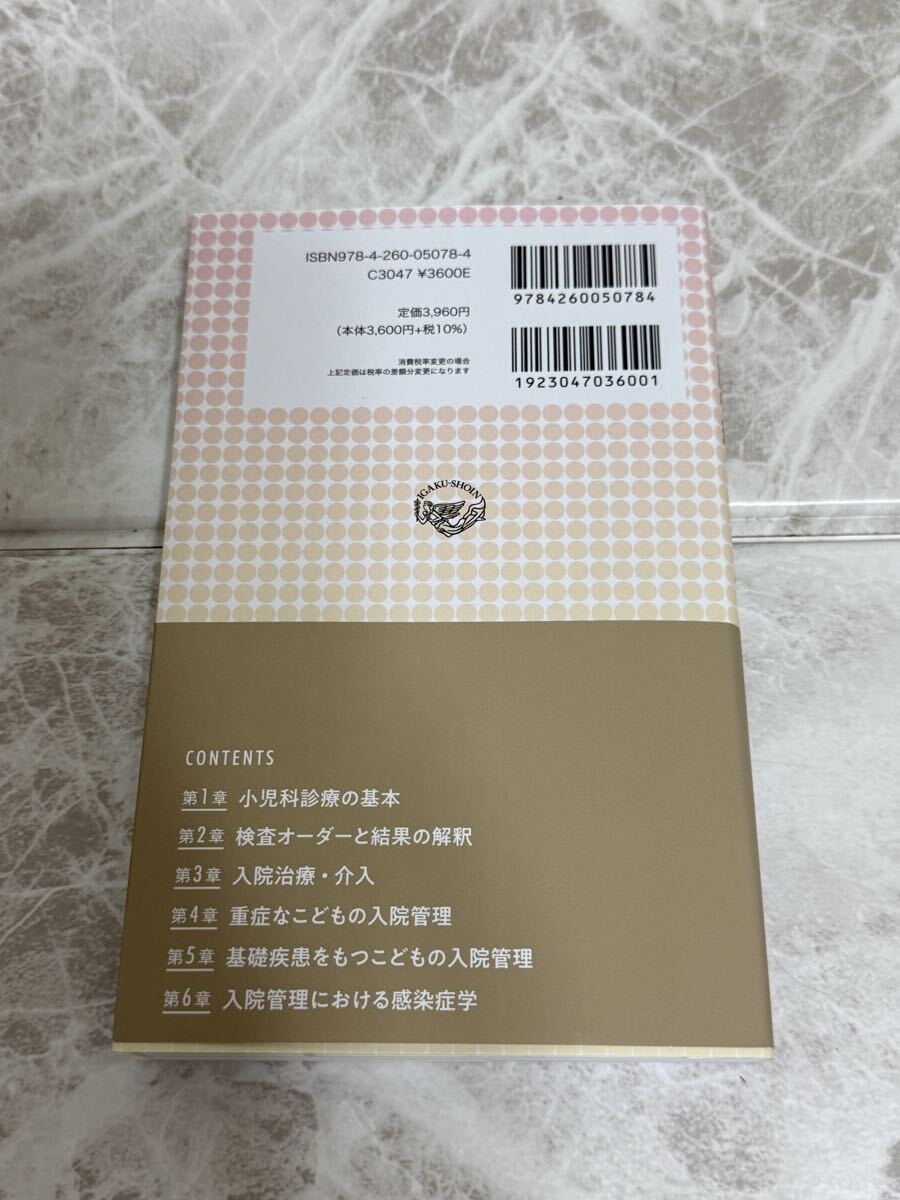 ISBN978-4-260-05078-4
C3047 ¥3600E
定価3,960円
(本体3,600円+税10%)
消費税率変更の場合
上記定価は税率の差額分変更になります
9784260050784
1923047036001
IGAKU-SHOIN
CONTENTS
第1章 小児科診療の基本
第2章 検査オーダーと結果の解釈
第3章 入院治療・介入
第4章 重症なこどもの入院管理
第5章 基礎疾患をもつこどもの入院管理
第6章 入院管理における感染症学